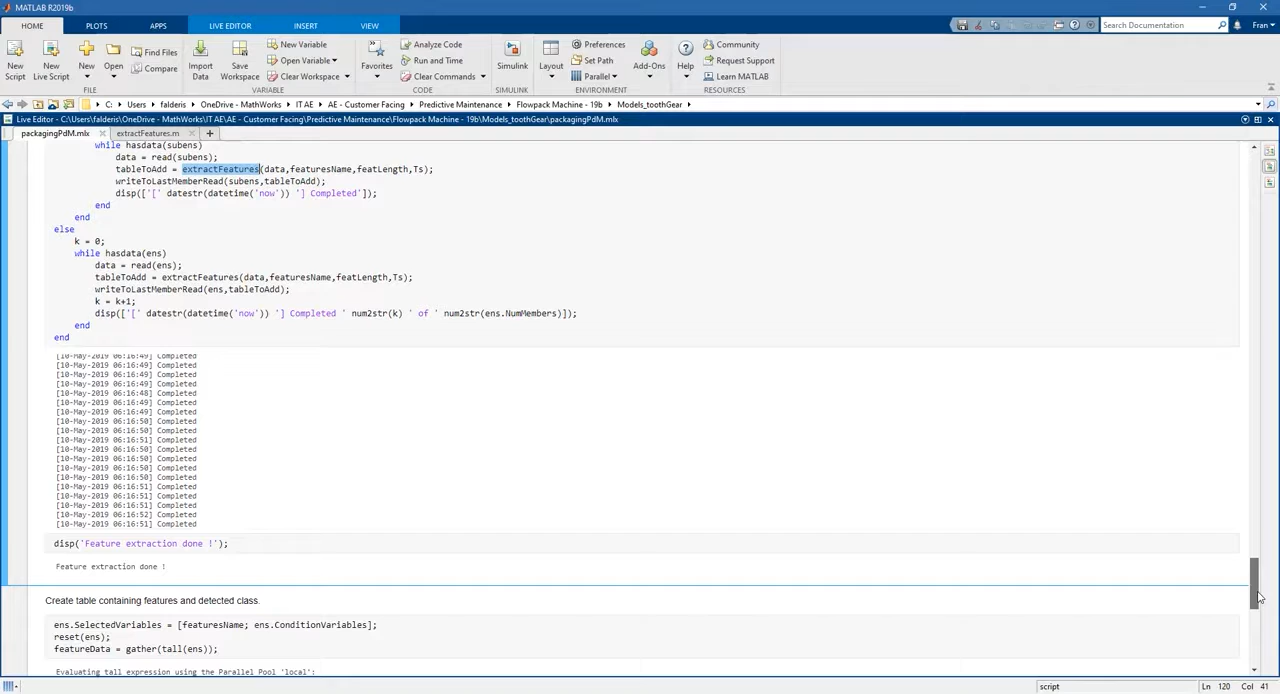 MATLAB R2019b
HOME PLOTS APPS LIVE EDITOR INSERT VIEW Search Documentation Fran
New Script New Live Script New Open Find Files Compare Import Data Save Workspace New Variable Open Variable Clear Workspace Favorites Analyze Code Run and Time Clear Commands Simulink Layout Preferences Set Path Parallel Add-Ons Help Community Request Support Learn MATLAB
FILE VARIABLE CODE SIMULINK ENVIRONMENT RESOURCES
C: Users falderis OneDrive - MathWorks IT AE AE - Customer Facing Predictive Maintenance Flowpack Machine - 19b Models_toothGear
Live Editor - C:\Users\falderis\OneDrive - MathWorks\IT AE\AE - Customer Facing\Predictive Maintenance\Flowpack Machine - 19b\Models_toothGear\packagingPdM.mlx
packagingPdM.mlx extractFeatures.m
while hasdata(subens)
data = read(subens);
tableToAdd = extractFeatures(data,featuresName,featLength,Ts);
writeToLastMemberRead(subens,tableToAdd);
disp(['[' datestr(datetime('now')) '] Completed']);
end
end
else
k = 0;
while hasdata(ens)
data = read(ens);
tableToAdd = extractFeatures(data,featuresName,featLength,Ts);
writeToLastMemberRead(ens,tableToAdd);
k = k+1;
disp(['[' datestr(datetime('now')) '] Completed ' num2str(k) ' of ' num2str(ens.NumMembers)]);
end
end
[10-May-2019 06:16:49] Completed
[10-May-2019 06:16:49] Completed
[10-May-2019 06:16:49] Completed
[10-May-2019 06:16:49] Completed
[10-May-2019 06:16:48] Completed
[10-May-2019 06:16:49] Completed
[10-May-2019 06:16:49] Completed
[10-May-2019 06:16:50] Completed
[10-May-2019 06:16:50] Completed
[10-May-2019 06:16:51] Completed
[10-May-2019 06:16:50] Completed
[10-May-2019 06:16:50] Completed
[10-May-2019 06:16:50] Completed
[10-May-2019 06:16:50] Completed
[10-May-2019 06:16:51] Completed
[10-May-2019 06:16:51] Completed
[10-May-2019 06:16:51] Completed
[10-May-2019 06:16:52] Completed
[10-May-2019 06:16:51] Completed
disp('Feature extraction done !');
Feature extraction done !
Create table containing features and detected class.
ens.SelectedVariables = [featuresName; ens.ConditionVariables];
reset(ens);
featureData = gather(tall(ens));
Evaluating tall expression using the Parallel Pool 'local':
script Ln 120 Col 41